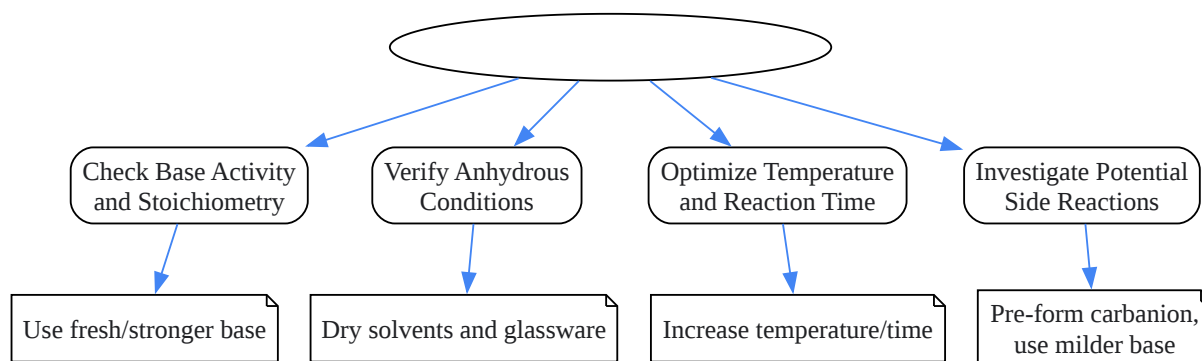 Check Base Activity
and Stoichiometry
Verify Anhydrous
Conditions
Optimize Temperature
and Reaction Time
Investigate Potential
Side Reactions
Use fresh/stronger base
Dry solvents and glassware
Increase temperature/time
Pre-form carbanion,
use milder base